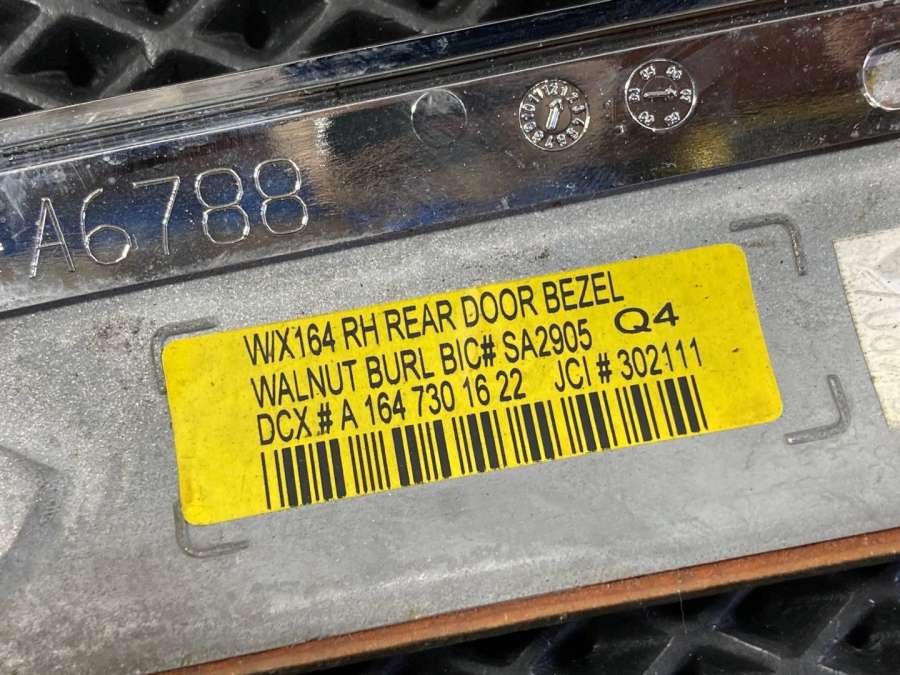 A6788
W/X164 RH REAR DOOR BEZEL
WALNUT BURL BIC# SA2905 Q4
DCX # A 164 730 16 22 JCI # 302111